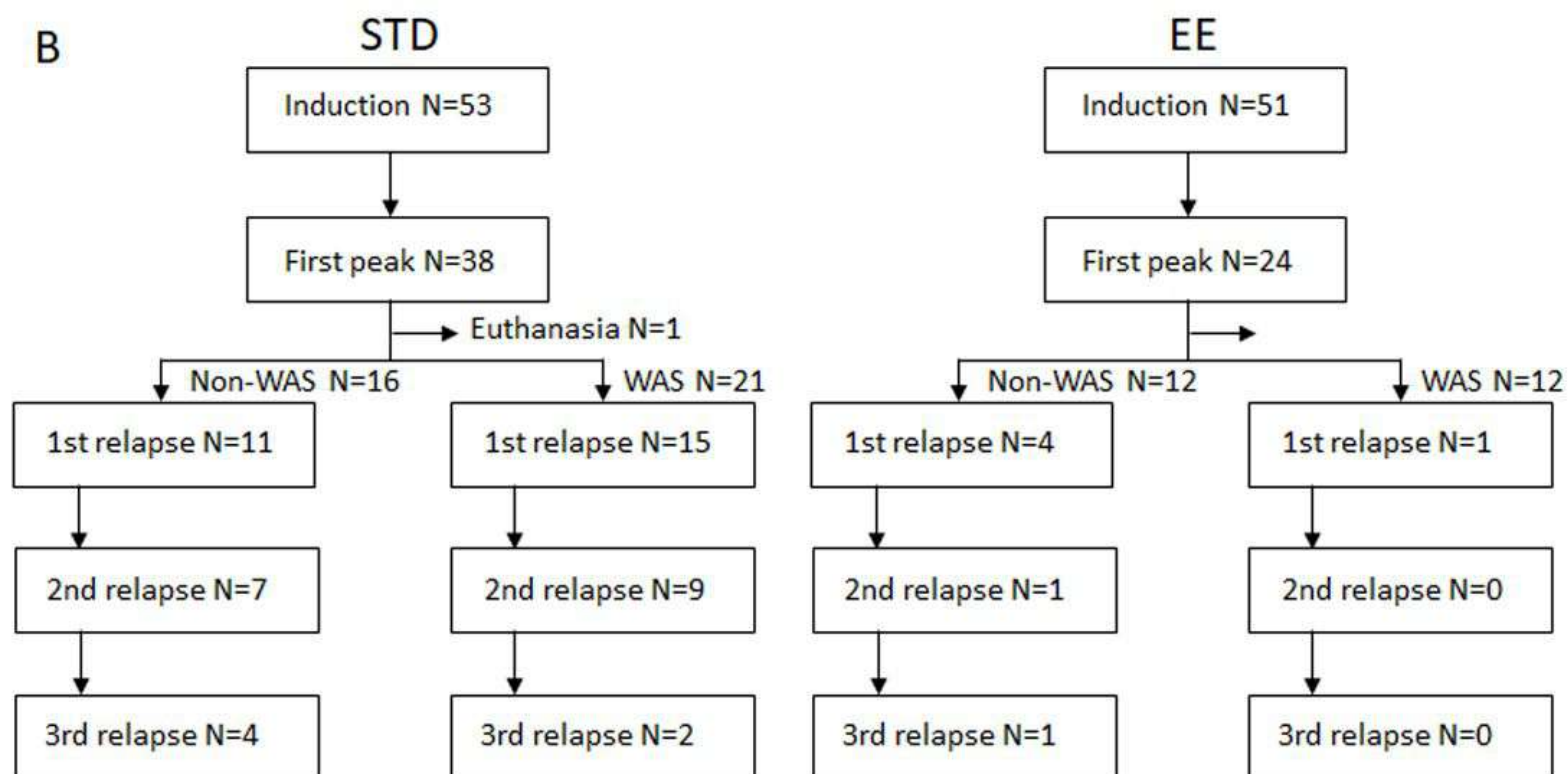 B
STD
Induction N=53
First peak N=38
Euthanasia N=1
Non-WAS N=16
WAS N=21
1st relapse N=11
1st relapse N=15
2nd relapse N=7
2nd relapse N=9
3rd relapse N=4
3rd relapse N=2
EE
Induction N=51
First peak N=24
Non-WAS N=12
WAS N=12
1st relapse N=4
1st relapse N=1
2nd relapse N=1
2nd relapse N=0
3rd relapse N=1
3rd relapse N=0